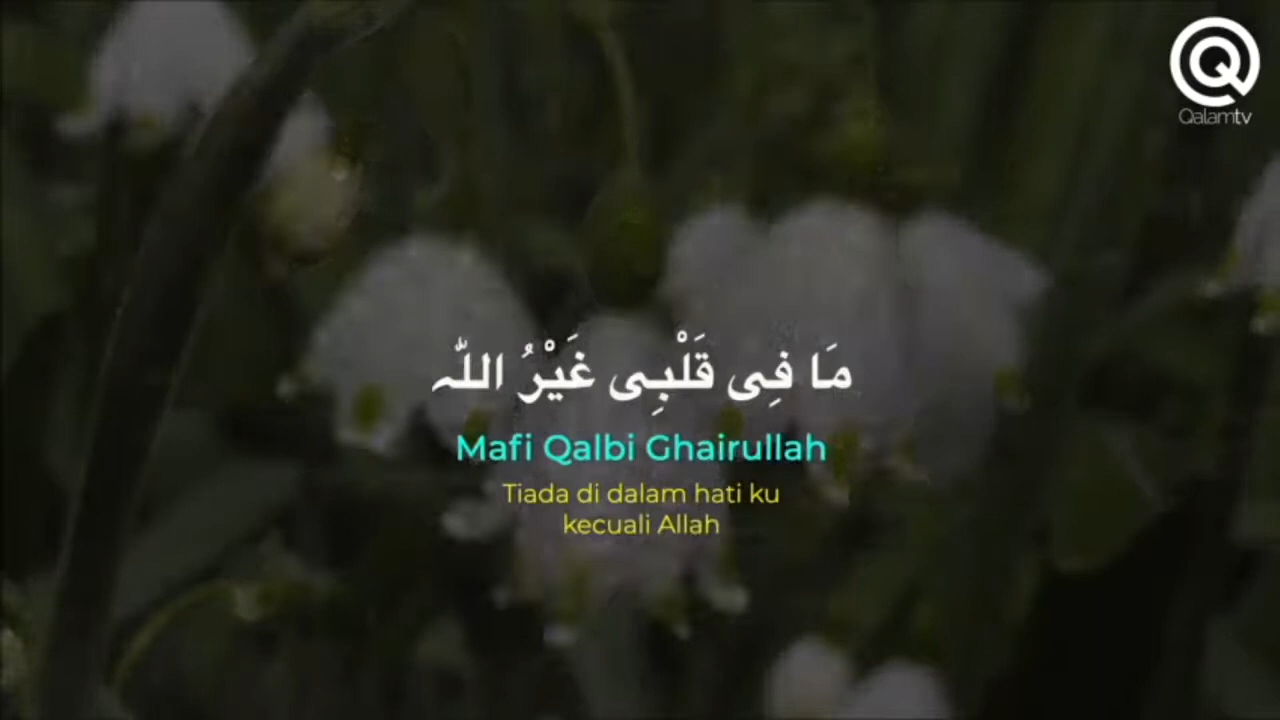 Qalamtv
مَا فِى قَلْبِى غَيْرُ اللّٰه
Mafi Qalbi Ghairullah
Tiada di dalam hati ku
kecuali Allah